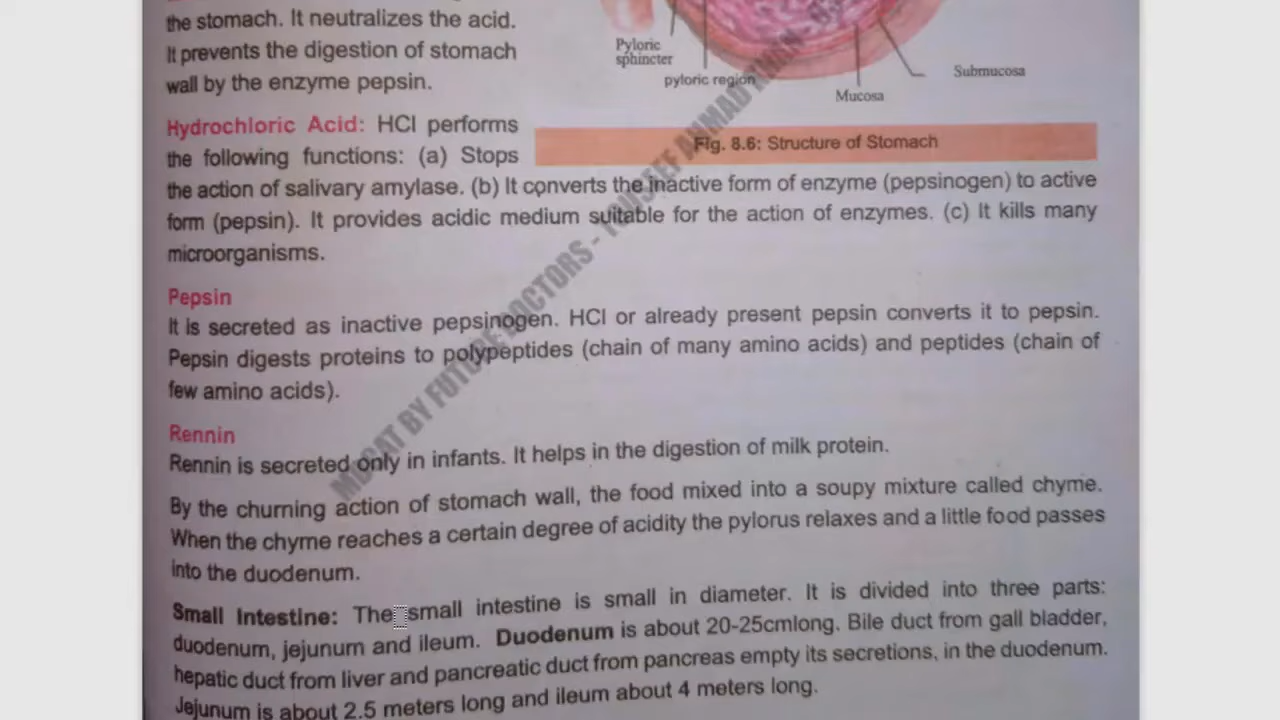 the stomach. It neutralizes the acid.
It prevents the digestion of stomach
wall by the enzyme pepsin.
Pyloric
sphincter
pyloric region
Mucosa
Submucosa
Fig. 8.6: Structure of Stomach
Hydrochloric Acid: HCl performs
the following functions: (a) Stops
the action of salivary amylase. (b) It converts the inactive form of enzyme (pepsinogen) to active
form (pepsin). It provides acidic medium suitable for the action of enzymes. (c) It kills many
microorganisms.
Pepsin
It is secreted as inactive pepsinogen. HCl or already present pepsin converts it to pepsin.
Pepsin digests proteins to polypeptides (chain of many amino acids) and peptides (chain of
few amino acids).
Rennin
Rennin is secreted only in infants. It helps in the digestion of milk protein.
By the churning action of stomach wall, the food mixed into a soupy mixture called chyme.
When the chyme reaches a certain degree of acidity the pylorus relaxes and a little food passes
into the duodenum.
Small Intestine: The small intestine is small in diameter. It is divided into three parts:
duodenum, jejunum and ileum. Duodenum is about 20-25cmlong. Bile duct from gall bladder,
hepatic duct from liver and pancreatic duct from pancreas empty its secretions, in the duodenum.
Jejunum is about 2.5 meters long and ileum about 4 meters long.
MDCAT BY FUTURE DOCTORS - YOUSEEF AHMAD KHAN